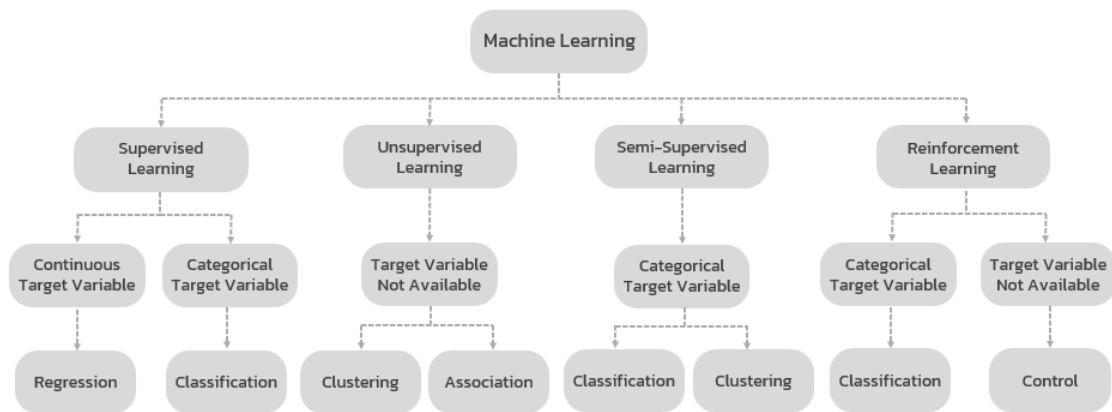 Machine Learning
Supervised
Learning
Unsupervised
Learning
Semi-Supervised
Learning
Reinforcement
Learning
Continuous
Target Variable
Categorical
Target Variable
Target Variable
Not Available
Categorical
Target Variable
Categorical
Target Variable
Target Variable
Not Available
Regression
Classification
Clustering
Association
Classification
Clustering
Classification
Control